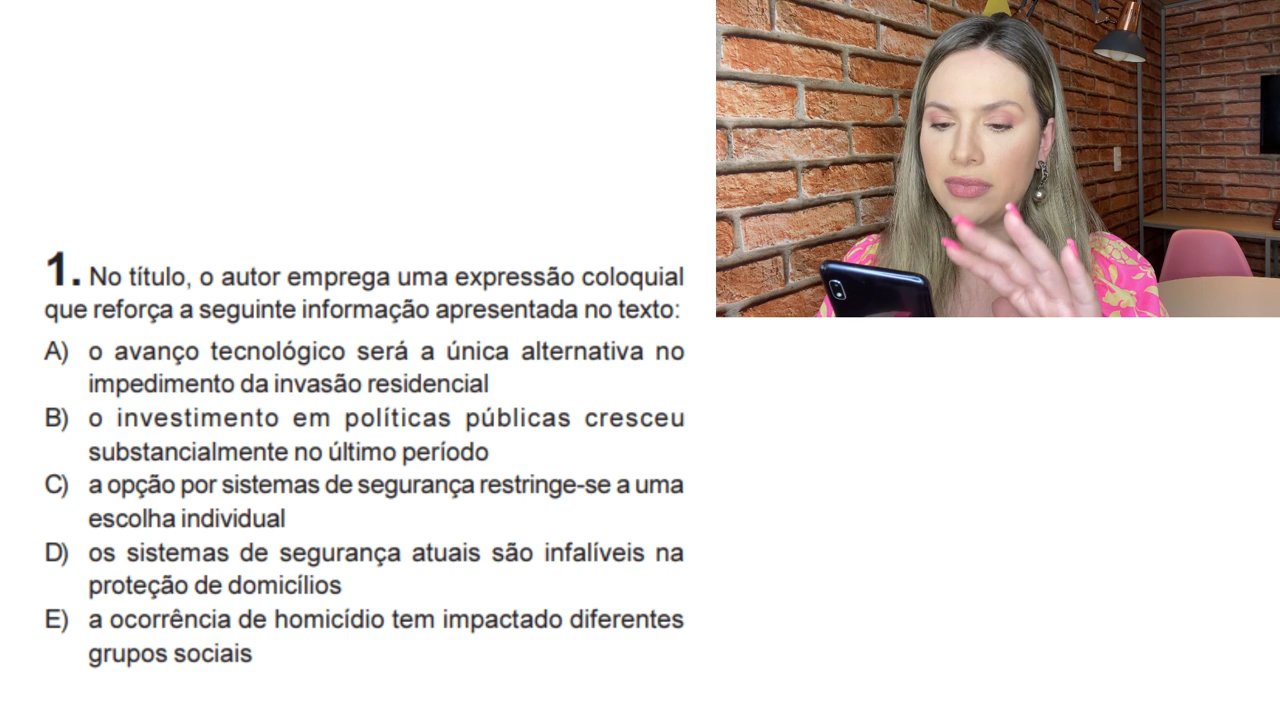 1. No título, o autor emprega uma expressão coloquial
que reforça a seguinte informação apresentada no texto:
A) o avanço tecnológico será a única alternativa no
impedimento da invasão residencial
B) o investimento em políticas públicas cresceu
substancialmente no último período
C) a opção por sistemas de segurança restringe-se a uma
escolha individual
D) os sistemas de segurança atuais são infalíveis na
proteção de domicílios
E) a ocorrência de homicídio tem impactado diferentes
grupos sociais